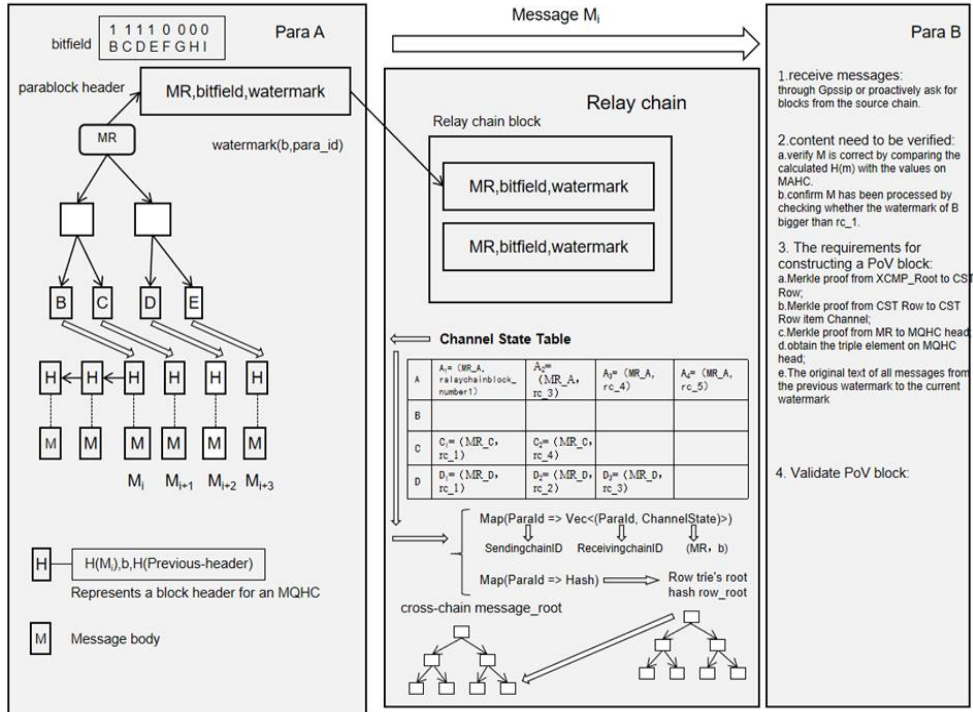 bitfield
1 1 1 1 0 0 0 0
B C D E F G H I
Para A
parablock header
MR,bitfield,watermark
MR
watermark(b,para_id)
B C D E
H H H H H H
M M M M M M
Mi Mi+1 Mi+2 Mi+3
H
H(Mi),b,H(Previous-header)
Represents a block header for an MQHC
M
Message body
Message Mi
Relay chain
Relay chain block
MR,bitfield,watermark
MR,bitfield,watermark
Channel State Table
A
A₁= (MR_A,
ralaychainblock_
number1)
A₂=
(MR_A,
rc_3)
A₃= (MR_A,
rc_4)
A₄= (MR_A,
rc_5)
B
C
C₁= (MR_C,
rc_1)
C₂= (MR_C,
rc_4)
D
D₁= (MR_D,
rc_1)
D₂= (MR_D,
rc_2)
D₃= (MR_D,
rc_3)
Map(ParaId => Vec<(ParaId, ChannelState)>)
SendingchainID ReceivingchainID (MR, b)
Map(ParaId => Hash)
Row trie's root
hash row_root
cross-chain message_root
Para B
1.receive messages:
through Gpssip or proactively ask for
blocks from the source chain.
2.content need to be verified:
a.verify M is correct by comparing the
calculated H(m) with the values on
MAHC.
b.confirm M has been processed by
checking whether the watermark of B
bigger than rc_1.
3. The requirements for
constructing a PoV block:
a.Merkle proof from XCMP_Root to CST
Row;
b.Merkle proof from CST Row to CST
Row item Channel;
c.Merkle proof from MR to MQHC head;
d.obtain the triple element on MQHC
head;
e.The original text of all messages from
the previous watermark to the current
watermark
4. Validate PoV block: